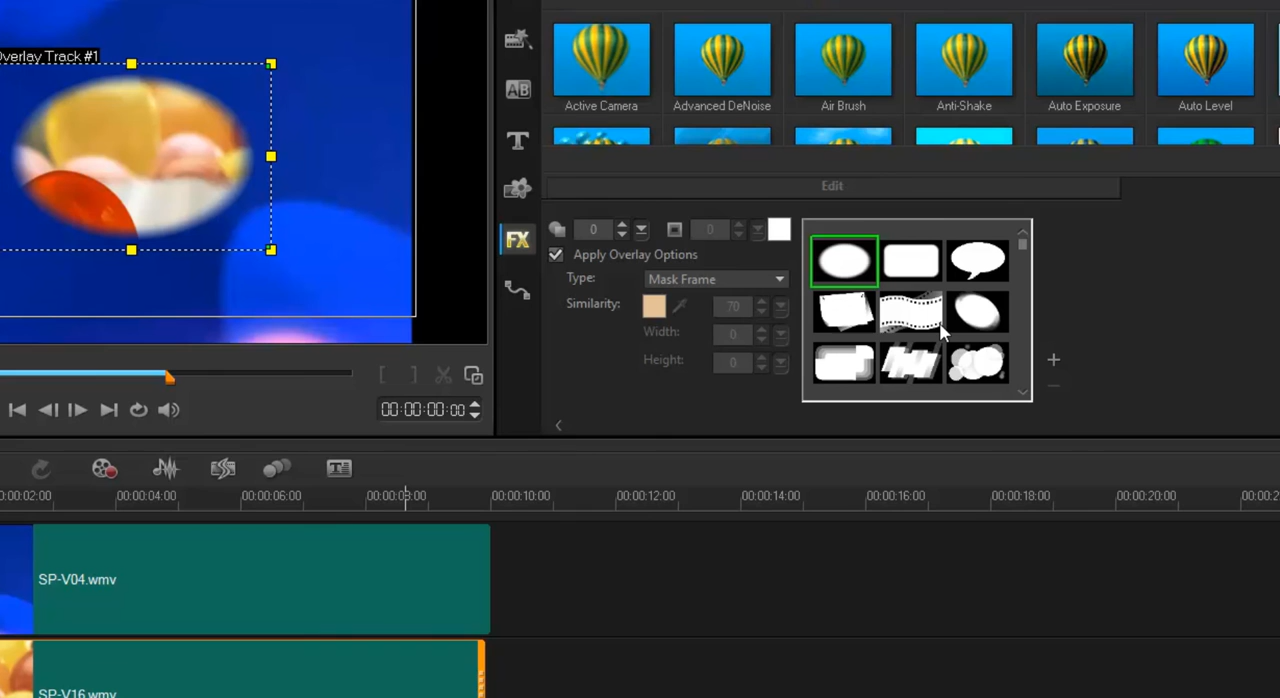 Overlay Track #1
Active Camera
Advanced DeNoise
Air Brush
Anti-Shake
Auto Exposure
Auto Level
AB
T
FX
Edit
0
0
Apply Overlay Options
Type:
Mask Frame
Similarity:
70
Width:
0
Height:
0
00:00:00:00
T
0:00:02:00
00:00:04:00
00:00:06:00
00:00:08:00
00:00:10:00
00:00:12:00
00:00:14:00
00:00:16:00
00:00:18:00
00:00:20:00
00:00:2
SP-V04.wmv
SP-V16.wmv